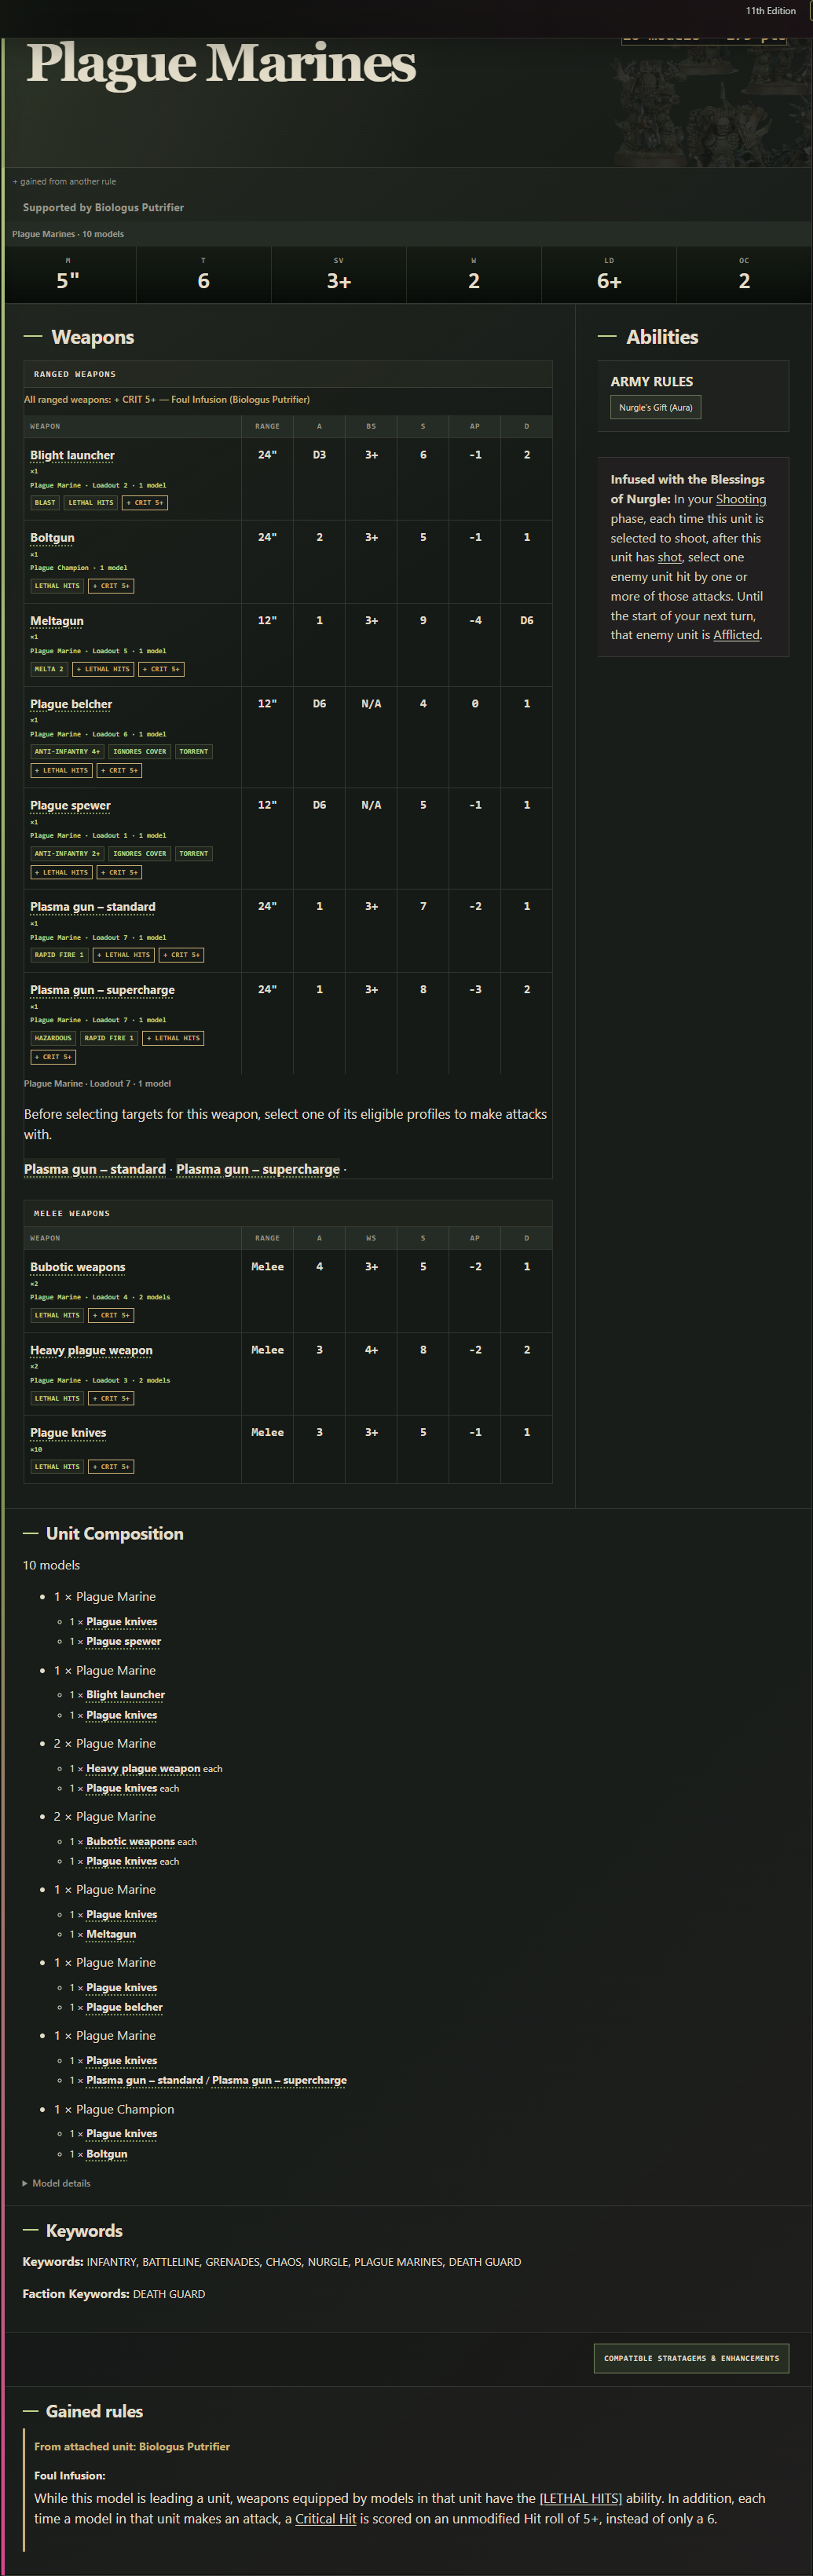 11th Edition
Plague Marines
+ gained from another rule
Supported by Biologus Putrifier
Plague Marines · 10 models
M
T
SV
W
LD
OC
5"
6
3+
2
6+
2
Weapons
RANGED WEAPONS
All ranged weapons: + CRIT 5+ — Foul Infusion (Biologus Putrifier)
WEAPON RANGE A BS S AP D
Blight launcher 24" D3 3+ 6 -1 2
×1
Plague Marine · Loadout 2 · 1 model
BLAST LETHAL HITS + CRIT 5+
Boltgun 24" 2 3+ 5 -1 1
×1
Plague Champion · 1 model
LETHAL HITS + CRIT 5+
Meltagun 12" 1 3+ 9 -4 D6
×1
Plague Marine · Loadout 5 · 1 model
MELTA 2 + LETHAL HITS + CRIT 5+
Plague belcher 12" D6 N/A 4 0 1
×1
Plague Marine · Loadout 6 · 1 model
ANTI-INFANTRY 4+ IGNORES COVER TORRENT
+ LETHAL HITS + CRIT 5+
Plague spewer 12" D6 N/A 5 -1 1
×1
Plague Marine · Loadout 1 · 1 model
ANTI-INFANTRY 2+ IGNORES COVER TORRENT
+ LETHAL HITS + CRIT 5+
Plasma gun – standard 24" 1 3+ 7 -2 1
×1
Plague Marine · Loadout 7 · 1 model
RAPID FIRE 1 + LETHAL HITS + CRIT 5+
Plasma gun – supercharge 24" 1 3+ 8 -3 2
×1
Plague Marine · Loadout 7 · 1 model
HAZARDOUS RAPID FIRE 1 + LETHAL HITS
+ CRIT 5+
Plague Marine · Loadout 7 · 1 model
Before selecting targets for this weapon, select one of its eligible profiles to make attacks
with.
Plasma gun – standard · Plasma gun – supercharge ·
MELEE WEAPONS
WEAPON RANGE A WS S AP D
Bubotic weapons Melee 4 3+ 5 -2 1
×2
Plague Marine · Loadout 4 · 2 models
LETHAL HITS + CRIT 5+
Heavy plague weapon Melee 3 4+ 8 -2 2
×2
Plague Marine · Loadout 3 · 2 models
LETHAL HITS + CRIT 5+
Plague knives Melee 3 3+ 5 -1 1
×10
LETHAL HITS + CRIT 5+
Abilities
ARMY RULES
Nurgle's Gift (Aura)
Infused with the Blessings
of Nurgle: In your Shooting
phase, each time this unit is
selected to shoot, after this
unit has shot, select one
enemy unit hit by one or
more of those attacks. Until
the start of your next turn,
that enemy unit is Afflicted.
Unit Composition
10 models
• 1 × Plague Marine
◦ 1 × Plague knives
◦ 1 × Plague spewer
• 1 × Plague Marine
◦ 1 × Blight launcher
◦ 1 × Plague knives
• 2 × Plague Marine
◦ 1 × Heavy plague weapon each
◦ 1 × Plague knives each
• 2 × Plague Marine
◦ 1 × Bubotic weapons each
◦ 1 × Plague knives each
• 1 × Plague Marine
◦ 1 × Plague knives
◦ 1 × Meltagun
• 1 × Plague Marine
◦ 1 × Plague knives
◦ 1 × Plague belcher
• 1 × Plague Marine
◦ 1 × Plague knives
◦ 1 × Plasma gun – standard / Plasma gun – supercharge
• 1 × Plague Champion
◦ 1 × Plague knives
◦ 1 × Boltgun
▶ Model details
Keywords
Keywords: INFANTRY, BATTLELINE, GRENADES, CHAOS, NURGLE, PLAGUE MARINES, DEATH GUARD
Faction Keywords: DEATH GUARD
COMPATIBLE STRATAGEMS & ENHANCEMENTS
Gained rules
From attached unit: Biologus Putrifier
Foul Infusion:
While this model is leading a unit, weapons equipped by models in that unit have the [LETHAL HITS] ability. In addition, each
time a model in that unit makes an attack, a Critical Hit is scored on an unmodified Hit roll of 5+, instead of only a 6.